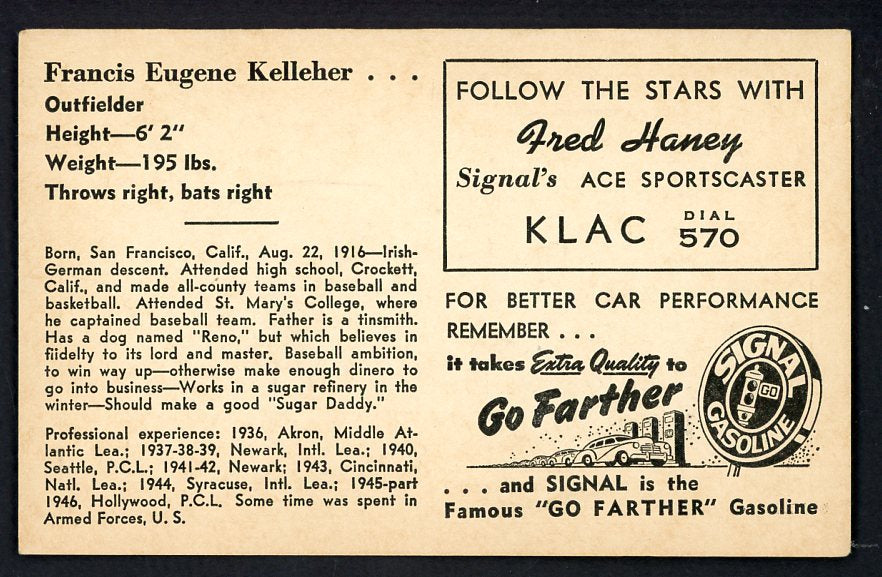 Francis Eugene Kelleher . . .
Outfielder
Height—6' 2"
Weight—195 lbs.
Throws right, bats right
Born, San Francisco, Calif., Aug. 22, 1916—Irish-
German descent. Attended high school, Crockett,
Calif., and made all-county teams in baseball and
basketball. Attended St. Mary's College, where
he captained baseball team. Father is a tinsmith.
Has a dog named "Reno," but which believes in
fiidelty to its lord and master. Baseball ambition,
to win way up—otherwise make enough dinero to
go into business—Works in a sugar refinery in the
winter—Should make a good "Sugar Daddy."
Professional experience: 1936, Akron, Middle At-
lantic Lea.; 1937-38-39, Newark, Intl. Lea.; 1940,
Seattle, P.C.L.; 1941-42, Newark; 1943, Cincinnati,
Natl. Lea.; 1944, Syracuse, Intl. Lea.; 1945-part
1946, Hollywood, P.C.L. Some time was spent in
Armed Forces, U. S.
FOLLOW THE STARS WITH
Fred Haney
Signal's ACE SPORTSCASTER
KLAC DIAL 570
FOR BETTER CAR PERFORMANCE
REMEMBER . . .
it takes Extra Quality to
Go Farther
SIGNAL
GO
GASOLINE
. . . and SIGNAL is the
Famous "GO FARTHER" Gasoline